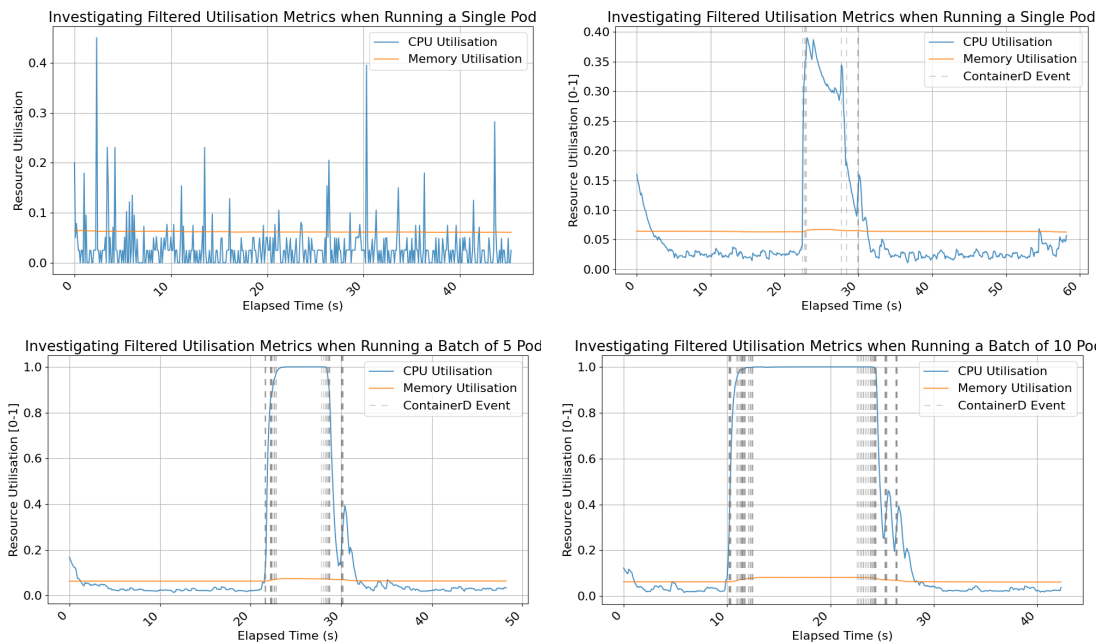 Investigating Filtered Utilisation Metrics when Running a Single Pod
CPU Utilisation
Memory Utilisation
Resource Utilisation
0.4
0.3
0.2
0.1
0.0
0
10
20
30
40
Elapsed Time (s)
Investigating Filtered Utilisation Metrics when Running a Single Pod
CPU Utilisation
Memory Utilisation
ContainerD Event
Resource Utilisation [0-1]
0.40
0.35
0.30
0.25
0.20
0.15
0.10
0.05
0.00
0
10
20
30
40
50
60
Elapsed Time (s)
Investigating Filtered Utilisation Metrics when Running a Batch of 5 Pod
CPU Utilisation
Memory Utilisation
ContainerD Event
Resource Utilisation [0-1]
1.0
0.8
0.6
0.4
0.2
0.0
0
10
20
30
40
50
Elapsed Time (s)
Investigating Filtered Utilisation Metrics when Running a Batch of 10 Pod
CPU Utilisation
Memory Utilisation
ContainerD Event
Resource Utilisation [0-1]
1.0
0.8
0.6
0.4
0.2
0.0
0
10
20
30
40
Elapsed Time (s)